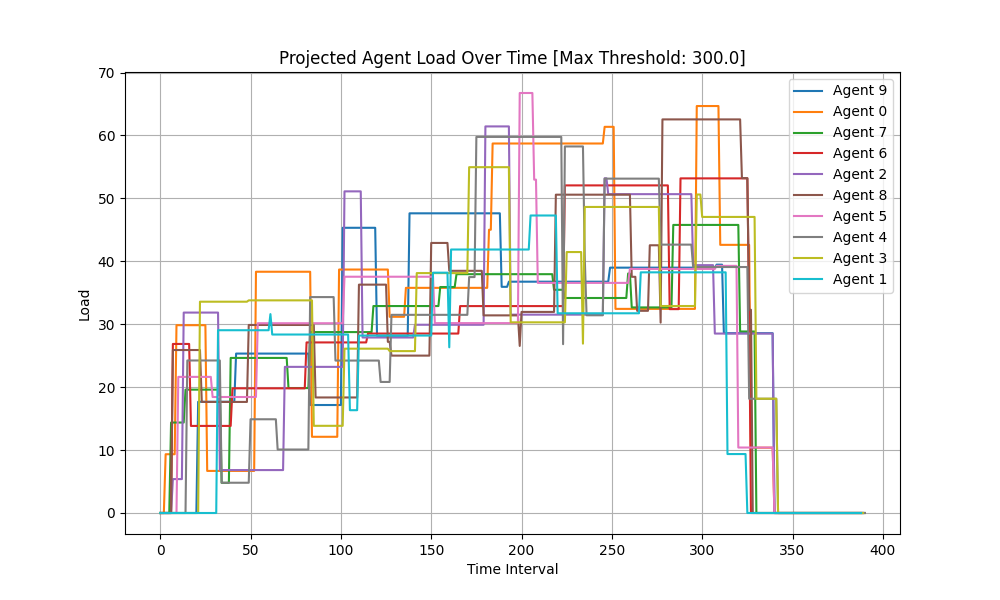 Projected Agent Load Over Time [Max Threshold: 300.0]
70
60
50
40
30
20
10
0
Load
0 50 100 150 200 250 300 350 400
Time Interval
Agent 9
Agent 0
Agent 7
Agent 6
Agent 2
Agent 8
Agent 5
Agent 4
Agent 3
Agent 1